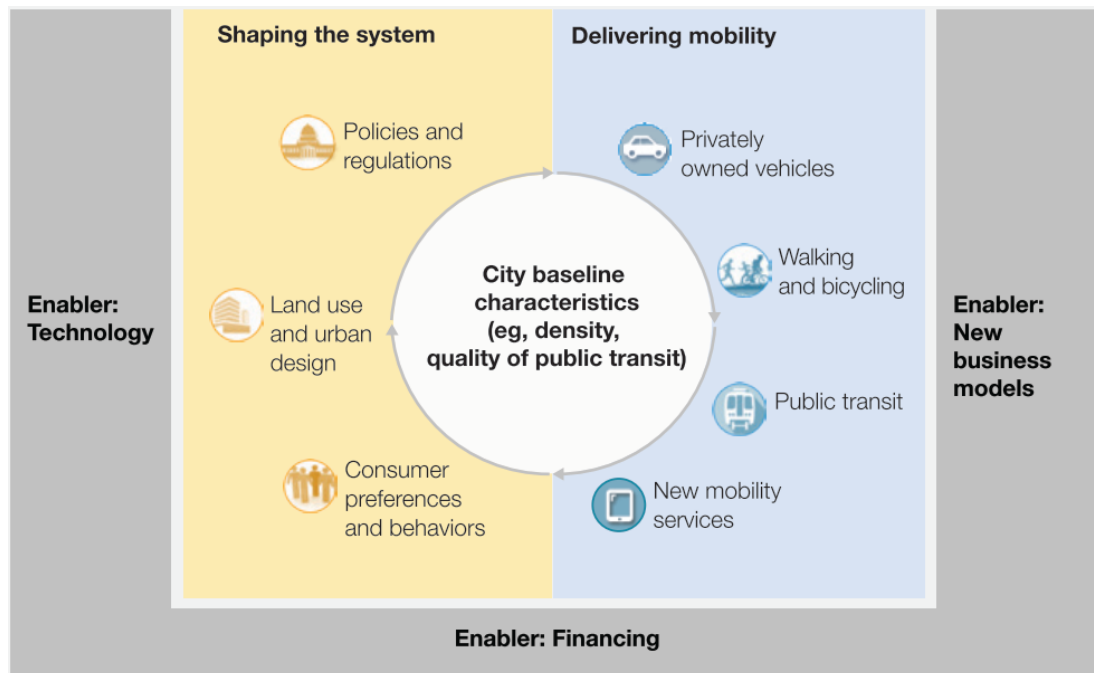 Shaping the system
Delivering mobility
Policies and
regulations
Privately
owned vehicles
Walking
and bicycling
City baseline
characteristics
(eg, density,
quality of public transit)
Land use
and urban
design
Enabler:
Technology
Enabler:
New
business
models
Public transit
Consumer
preferences
and behaviors
New mobility
services
Enabler: Financing